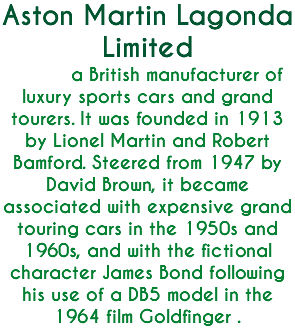 Aston Martin Lagonda
Limited
a British manufacturer of
luxury sports cars and grand
tourers. It was founded in 1913
by Lionel Martin and Robert
Bamford. Steered from 1947 by
David Brown, it became
associated with expensive grand
touring cars in the 1950s and
1960s, and with the fictional
character James Bond following
his use of a DB5 model in the
1964 film Goldfinger .